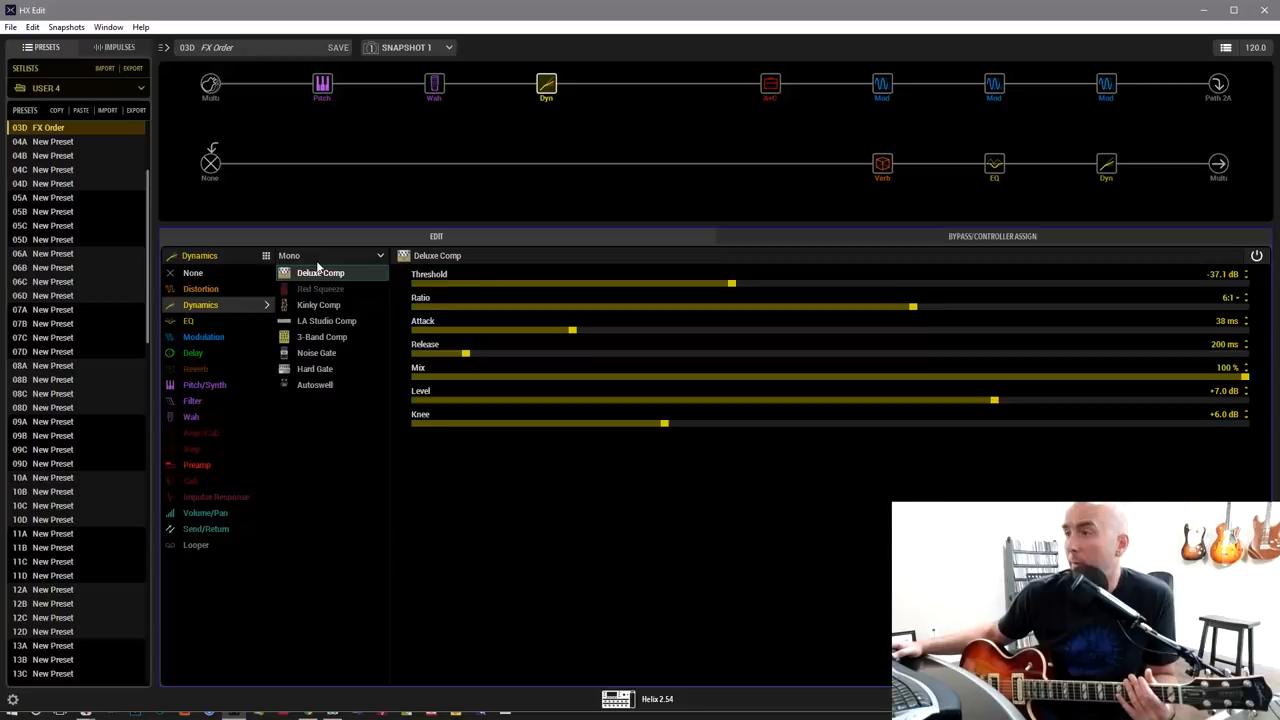 HX Edit
File Edit Snapshots Window Help
PRESETS IMPULSES
03D FX Order SAVE 1 SNAPSHOT 1 120.0
SETLISTS IMPORT EXPORT
USER 4
PRESETS COPY PASTE IMPORT EXPORT
03D FX Order
04A New Preset
04B New Preset
04C New Preset
04D New Preset
05A New Preset
05B New Preset
05C New Preset
05D New Preset
06A New Preset
06B New Preset
06C New Preset
06D New Preset
07A New Preset
07B New Preset
07C New Preset
07D New Preset
08A New Preset
08B New Preset
08C New Preset
08D New Preset
09A New Preset
09B New Preset
09C New Preset
09D New Preset
10A New Preset
10B New Preset
10C New Preset
10D New Preset
11A New Preset
11B New Preset
11C New Preset
11D New Preset
12A New Preset
12B New Preset
12C New Preset
12D New Preset
13A New Preset
13B New Preset
13C New Preset
Multi Pitch Wah Dyn A+C Mod Mod Mod Path 2A
None Verb EQ Dyn Multi
EDIT BYPASS/CONTROLLER ASSIGN
Dynamics
None
Distortion
Dynamics
EQ
Modulation
Delay
Reverb
Pitch/Synth
Filter
Wah
Amp+Cab
Amp
Preamp
Cab
Impulse Response
Volume/Pan
Send/Return
Looper
Mono
Deluxe Comp
Red Squeeze
Kinky Comp
LA Studio Comp
3-Band Comp
Noise Gate
Hard Gate
Autoswell
Deluxe Comp
Threshold -37.1 dB
Ratio 6:1
Attack 38 ms
Release 200 ms
Mix 100 %
Level +7.0 dB
Knee +6.0 dB
Helix 2.54